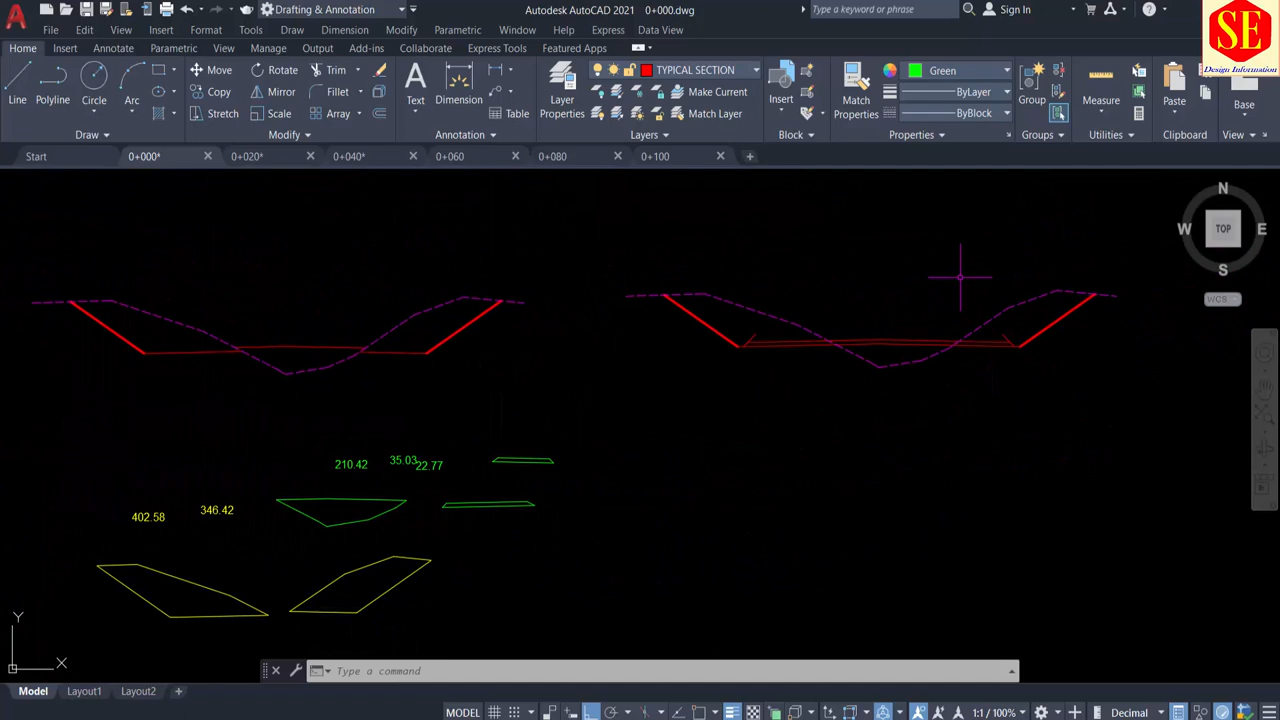 Drafting & Annotation
Autodesk AutoCAD 2021 0+000.dwg
Type a keyword or phrase
Sign In
SE
Design Information
File Edit View Insert Format Tools Draw Dimension Modify Parametric Window Help Express Data View
Home Insert Annotate Parametric View Manage Output Add-ins Collaborate Express Tools Featured Apps
Line Polyline Circle Arc
Move Rotate Trim
Copy Mirror Fillet
Stretch Scale Array
Text Dimension Table
Layer Properties
TYPICAL SECTION
Make Current
Match Layer
Insert
Match Properties
Green
ByLayer
ByBlock
Group
Measure
Paste
Base
Draw Modify Annotation Layers Block Properties Groups Utilities Clipboard View
Start 0+000* 0+020* 0+040* 0+060 0+080 0+100
N
W TOP E
S
WCS
210.42 35.03 22.77
402.58 346.42
Y
X
Type a command
Model Layout1 Layout2
MODEL 1:1 / 100% Decimal